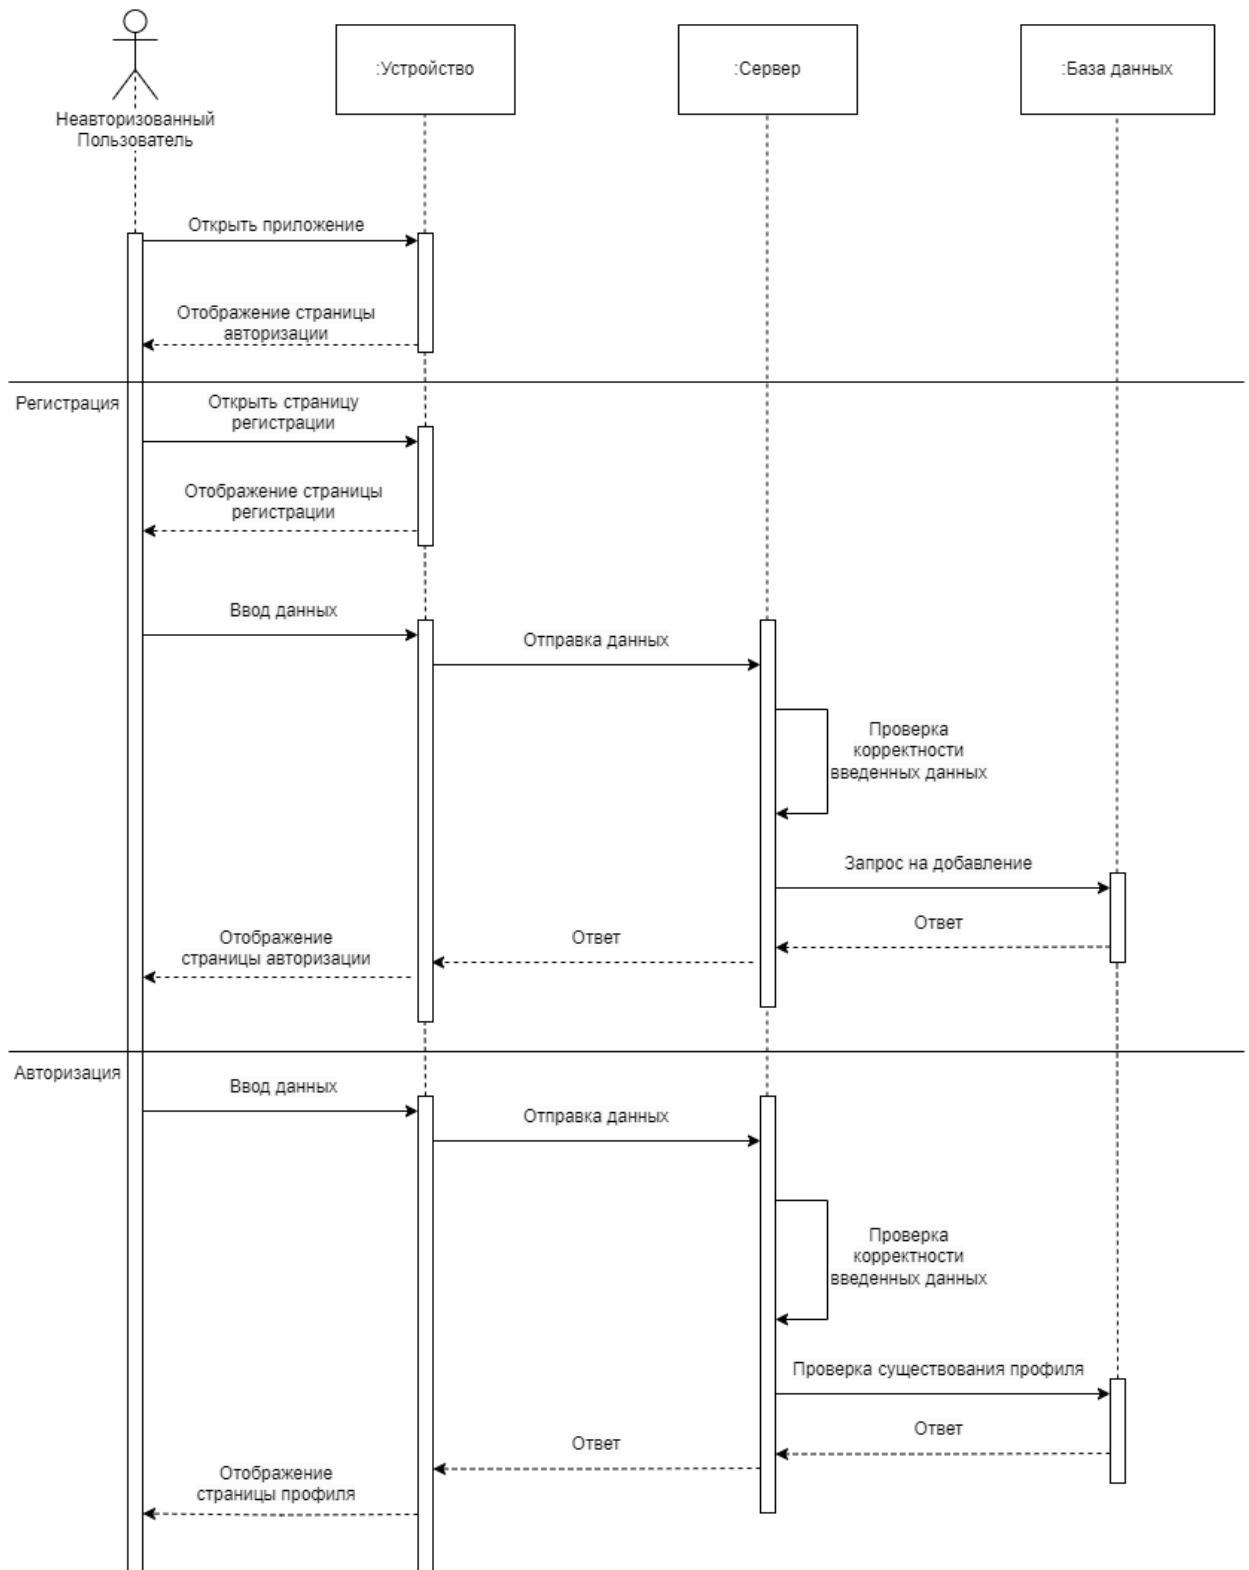 :Устройство
:Сервер
:База данных
Неавторизованный
Пользователь
Открыть приложение
Отображение страницы
авторизации
Регистрация
Открыть страницу
регистрации
Отображение страницы
регистрации
Ввод данных
Отправка данных
Проверка
корректности
введенных данных
Запрос на добавление
Ответ
Ответ
Отображение
страницы авторизации
Авторизация
Ввод данных
Отправка данных
Проверка
корректности
введенных данных
Проверка существования профиля
Ответ
Ответ
Отображение
страницы профиля